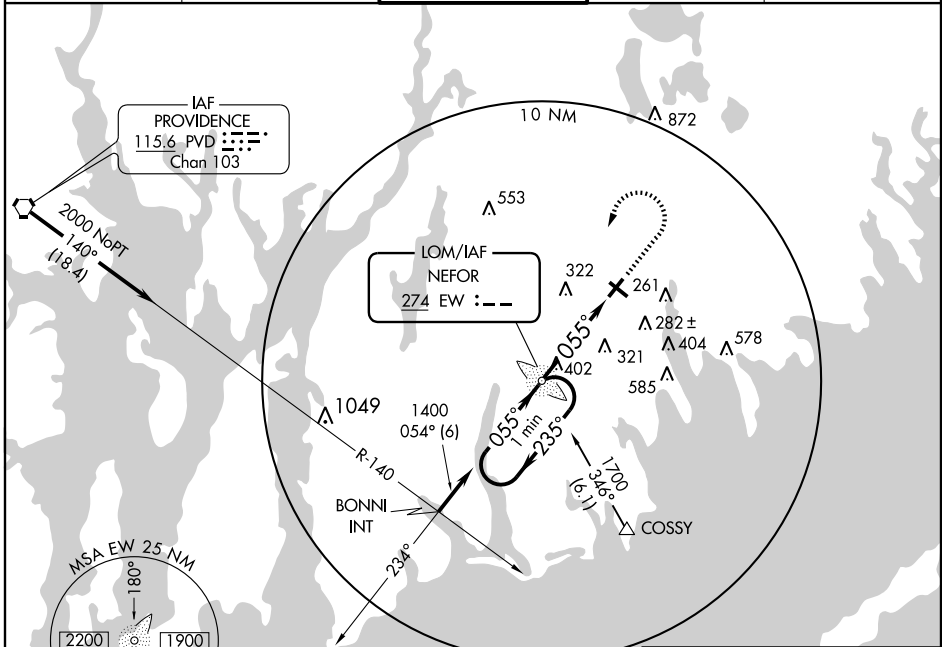 IAF
PROVIDENCE
115.6 PVD
Chan 103
2000 NoPT
140°
(18.4)
10 NM
872
553
LOM/IAF
NEFOR
274 EW
322
261
282 ±
404
578
321
585
402
055°
055°
1 min
235°
1049
1400
054° (6)
R-140
BONNI
INT
234°
1700
346°
(6.1)
COSSY
MSA EW 25 NM
180°
2200
1900